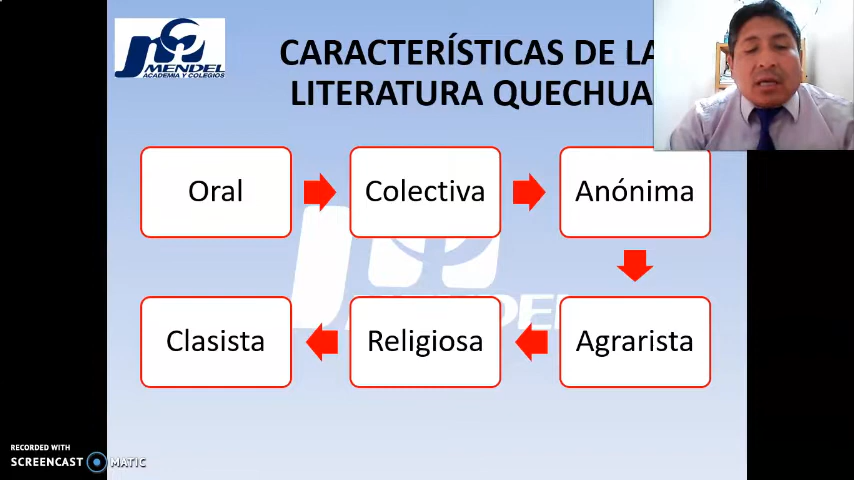 MENDEL
ACADEMIA Y COLEGIOS
CARACTERÍSTICAS DE LA
LITERATURA QUECHUA
Oral
Colectiva
Anónima
Clasista
Religiosa
Agrarista
RECORDED WITH
SCREENCAST MATIC